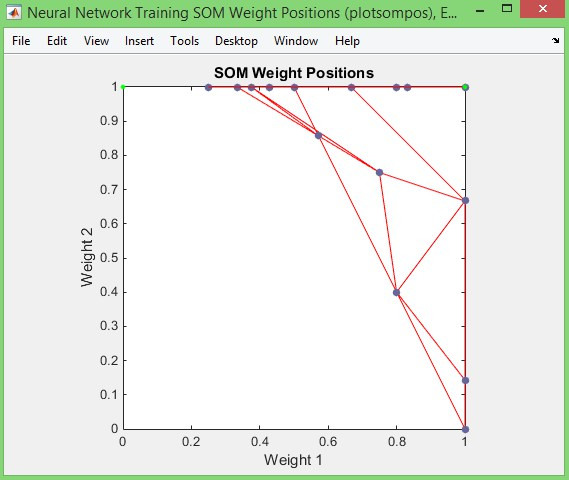 Neural Network Training SOM Weight Positions (plotsompos), E...
File Edit View Insert Tools Desktop Window Help
SOM Weight Positions
1
0.9
0.8
0.7
0.6
0.5
0.4
0.3
0.2
0.1
0
Weight 2
0 0.2 0.4 0.6 0.8 1
Weight 1